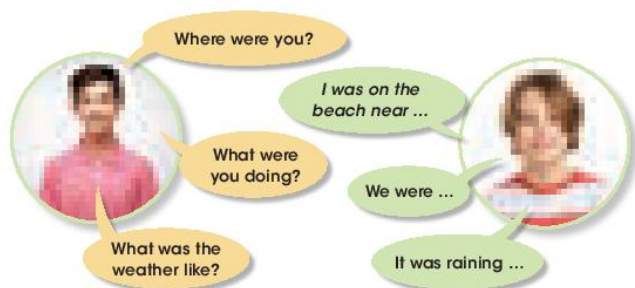 Where were you?
I was on the
beach near ...
What were
you doing?
We were ...
What was the
weather like?
It was raining ...